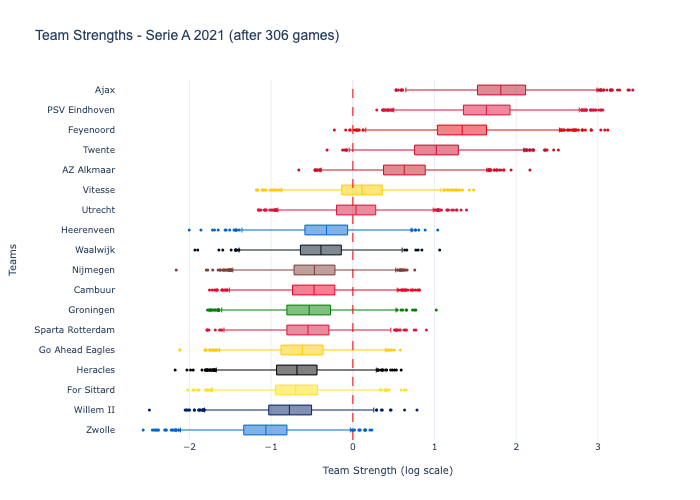 Team Strengths - Serie A 2021 (after 306 games)
Ajax
PSV Eindhoven
Feyenoord
Twente
AZ Alkmaar
Vitesse
Utrecht
Heerenveen
Waalwijk
Nijmegen
Cambuur
Groningen
Sparta Rotterdam
Go Ahead Eagles
Heracles
For Sittard
Willem II
Zwolle
Teams
−2 −1 0 1 2 3
Team Strength (log scale)